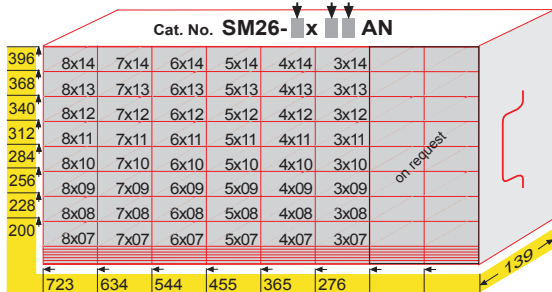 Cat. No. SM26- x AN
396 8x14 7x14 6x14 5x14 4x14 3x14
368 8x13 7x13 6x13 5x13 4x13 3x13
340 8x12 7x12 6x12 5x12 4x12 3x12
312 8x11 7x11 6x11 5x11 4x11 3x11
284 8x10 7x10 6x10 5x10 4x10 3x10
256 8x09 7x09 6x09 5x09 4x09 3x09
228 8x08 7x08 6x08 5x08 4x08 3x08
200 8x07 7x07 6x07 5x07 4x07 3x07
on request
723 634 544 455 365 276
139